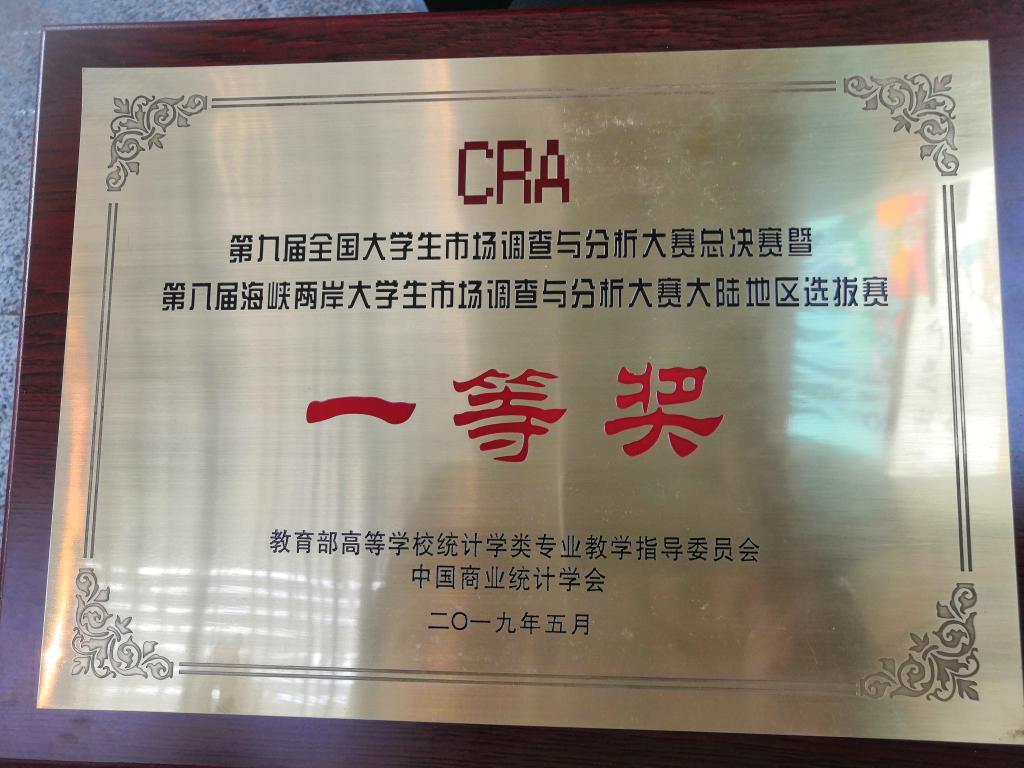 CRA
第九届全国大学生市场调查与分析大赛总决赛暨
第八届海峡两岸大学生市场调查与分析大赛大陆地区选拔赛
一等奖
教育部高等学校统计学类专业教学指导委员会
中国商业统计学会
二〇一九年五月